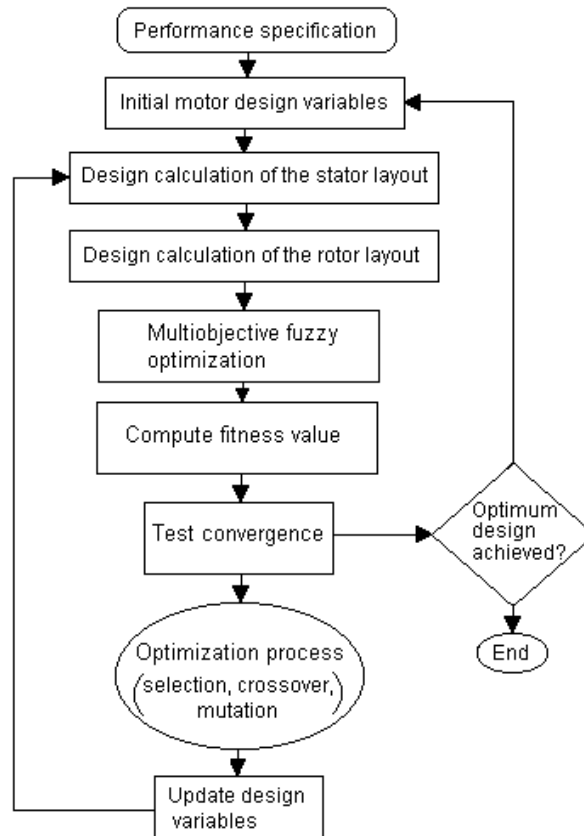 Performance specification
Initial motor design variables
Design calculation of the stator layout
Design calculation of the rotor layout
Multiobjective fuzzy
optimization
Compute fitness value
Test convergence
Optimum
design
achieved?
End
Optimization process
(selection, crossover,
mutation)
Update design
variables